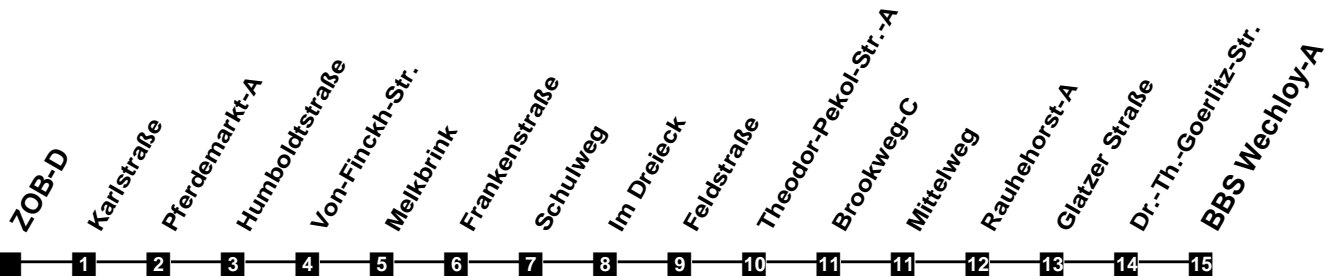 ZOB-D
Karlstraße
Pferdemarkt-A
Humboldtstraße
Von-Finckh-Str.
Melkbrink
Frankenstraße
Schulweg
Im Dreieck
Feldstraße
Theodor-Pekol-Str.-A
Brookweg-C
Mittelweg
Rauhehorst-A
Glatzer Straße
Dr.-Th.-Goerlitz-Str.
BBS Wechloy-A
1 2 3 4 5 6 7 8 9 10 11 11 12 13 14 15